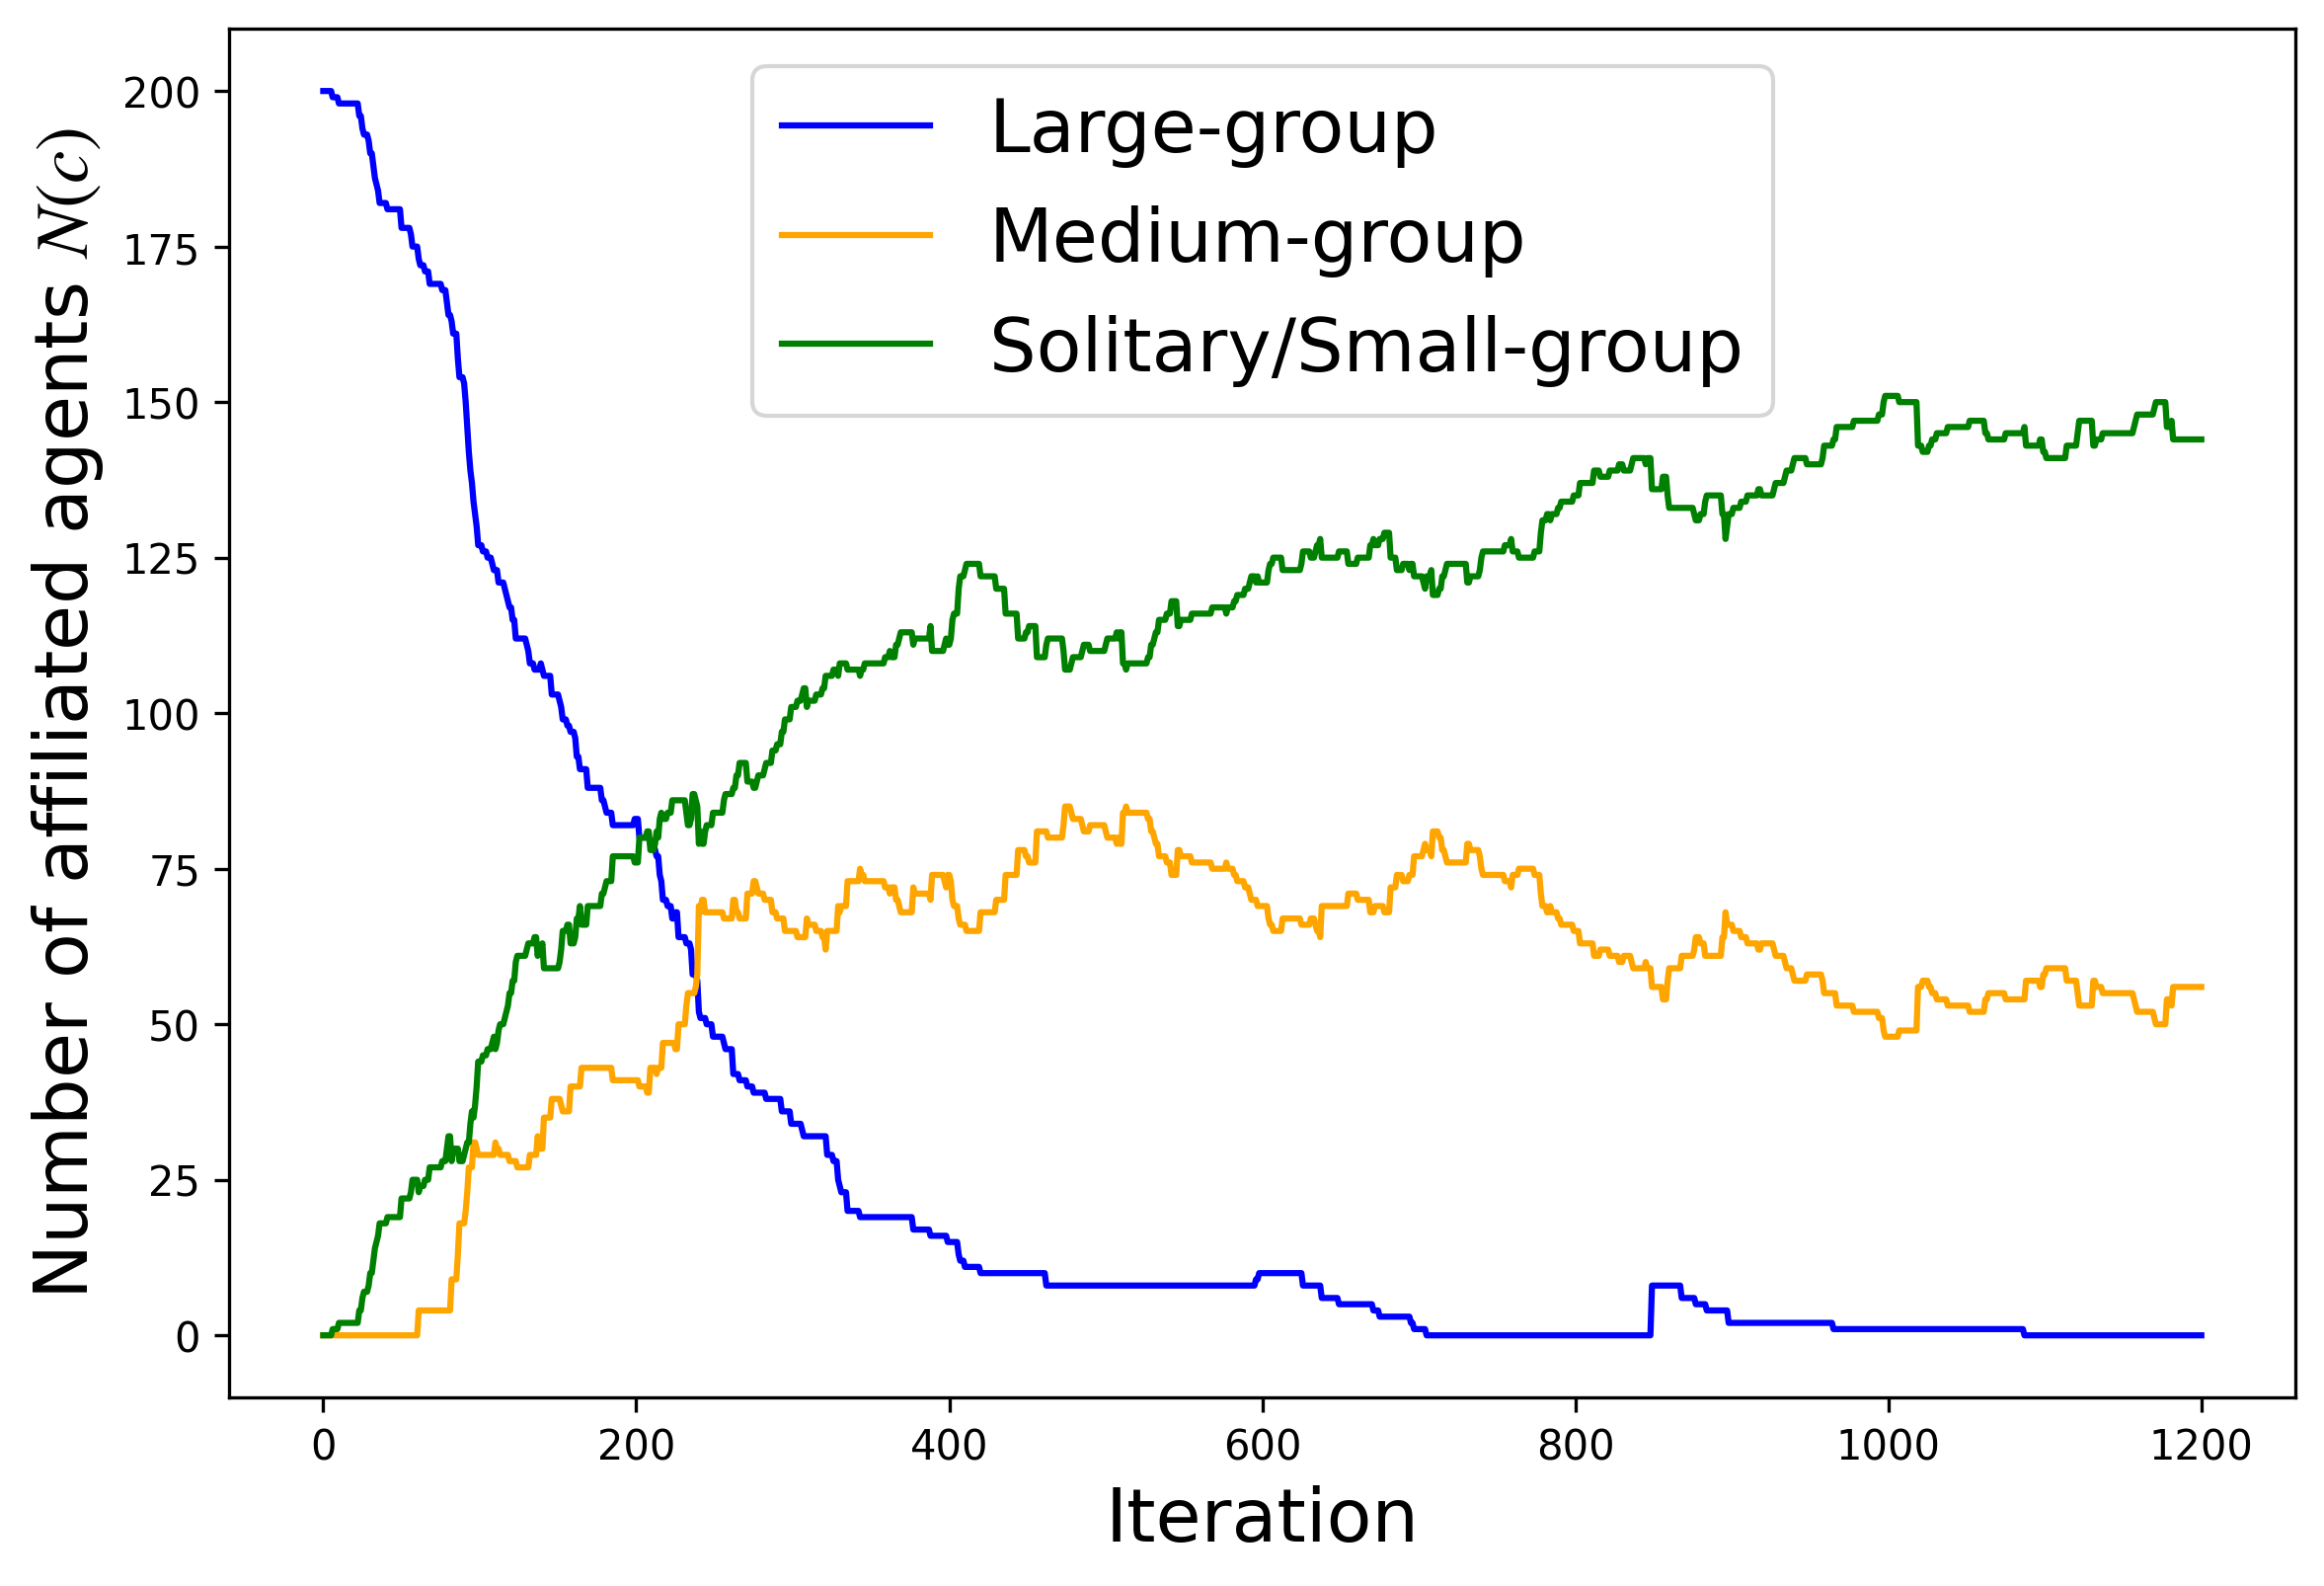 Number of affiliated agents N(c)
200
175
150
125
100
75
50
25
0
Large-group
Medium-group
Solitary/Small-group
0 200 400 600 800 1000 1200
Iteration